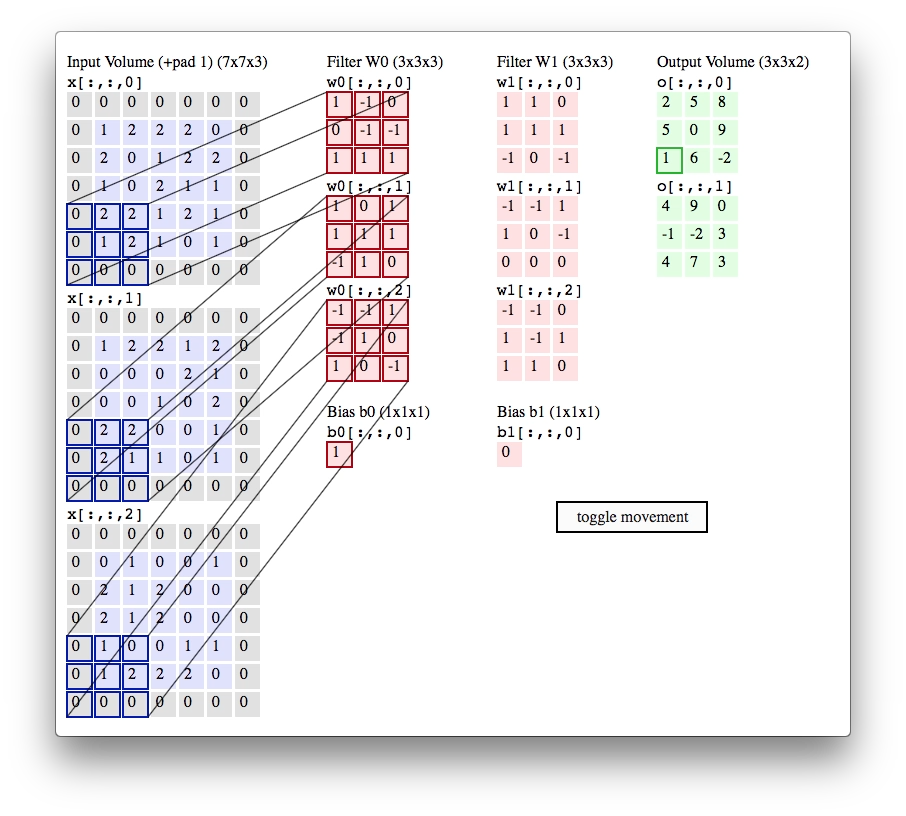 Input Volume (+pad 1) (7x7x3)
x[:,:,0]
0 0 0 0 0 0 0
0 1 2 2 2 0 0
0 2 0 1 2 2 0
0 1 0 2 1 1 0
0 2 2 1 2 1 0
0 1 2 1 0 1 0
0 0 0 0 0 0 0
x[:,:,1]
0 0 0 0 0 0 0
0 1 2 2 1 2 0
0 0 0 0 2 1 0
0 0 0 1 0 2 0
0 2 2 0 0 1 0
0 2 1 1 0 1 0
0 0 0 0 0 0 0
x[:,:,2]
0 0 0 0 0 0 0
0 0 1 0 0 1 0
0 2 1 2 0 0 0
0 2 1 2 0 0 0
0 1 0 0 1 1 0
0 1 2 2 2 0 0
0 0 0 0 0 0 0
Filter W0 (3x3x3)
w0[:,:,0]
1 -1 0
0 -1 -1
1 1 1
w0[:,:,1]
1 0 1
1 1 1
-1 1 0
w0[:,:,2]
-1 -1 1
-1 1 0
1 0 -1
Bias b0 (1x1x1)
b0[:,:,0]
1
Filter W1 (3x3x3)
w1[:,:,0]
1 1 0
1 1 1
-1 0 -1
w1[:,:,1]
-1 -1 1
1 0 -1
0 0 0
w1[:,:,2]
-1 -1 0
1 -1 1
1 1 0
Bias b1 (1x1x1)
b1[:,:,0]
0
Output Volume (3x3x2)
o[:,:,0]
2 5 8
5 0 9
1 6 -2
o[:,:,1]
4 9 0
-1 -2 3
4 7 3
toggle movement